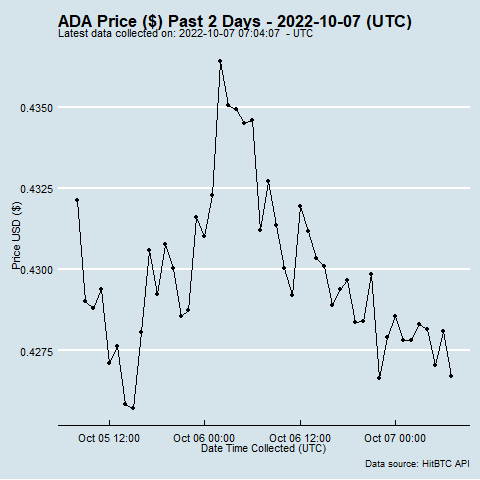 ADA Price ($) Past 2 Days - 2022-10-07 (UTC)
Latest data collected on: 2022-10-07 07:04:07 - UTC
Price USD ($)
0.4350
0.4325
0.4300
0.4275
Oct 05 12:00 Oct 06 00:00 Oct 06 12:00 Oct 07 00:00
Date Time Collected (UTC)
Data source: HitBTC API